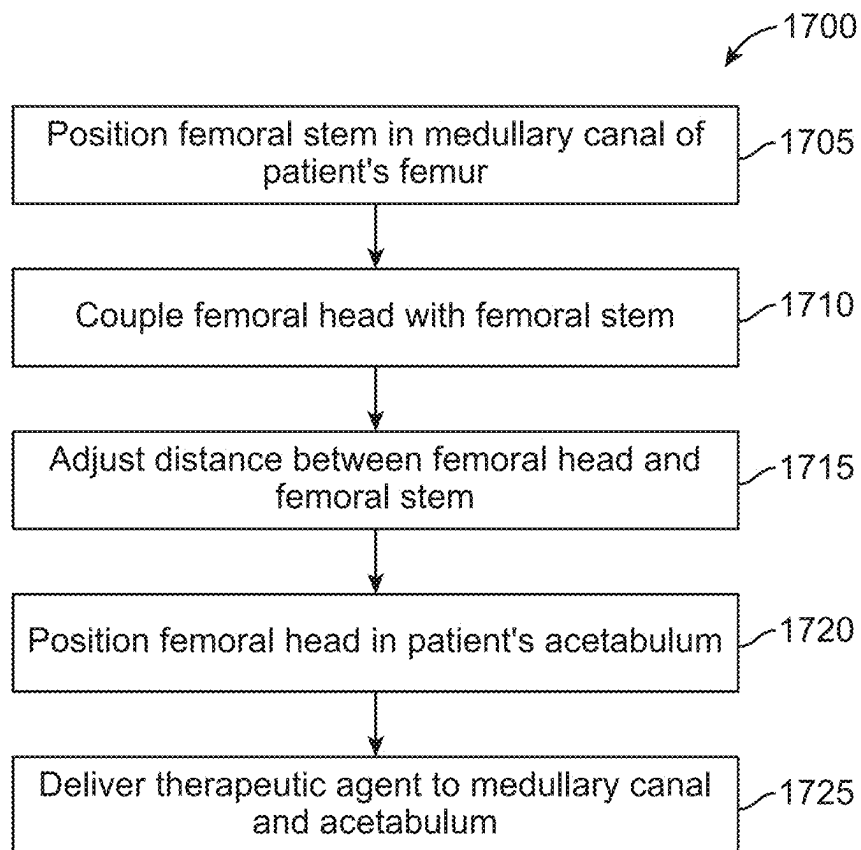 1700
Position femoral stem in medullary canal of
patient's femur
1705
Couple femoral head with femoral stem
1710
Adjust distance between femoral head and
femoral stem
1715
Position femoral head in patient's acetabulum
1720
Deliver therapeutic agent to medullary canal
and acetabulum
1725